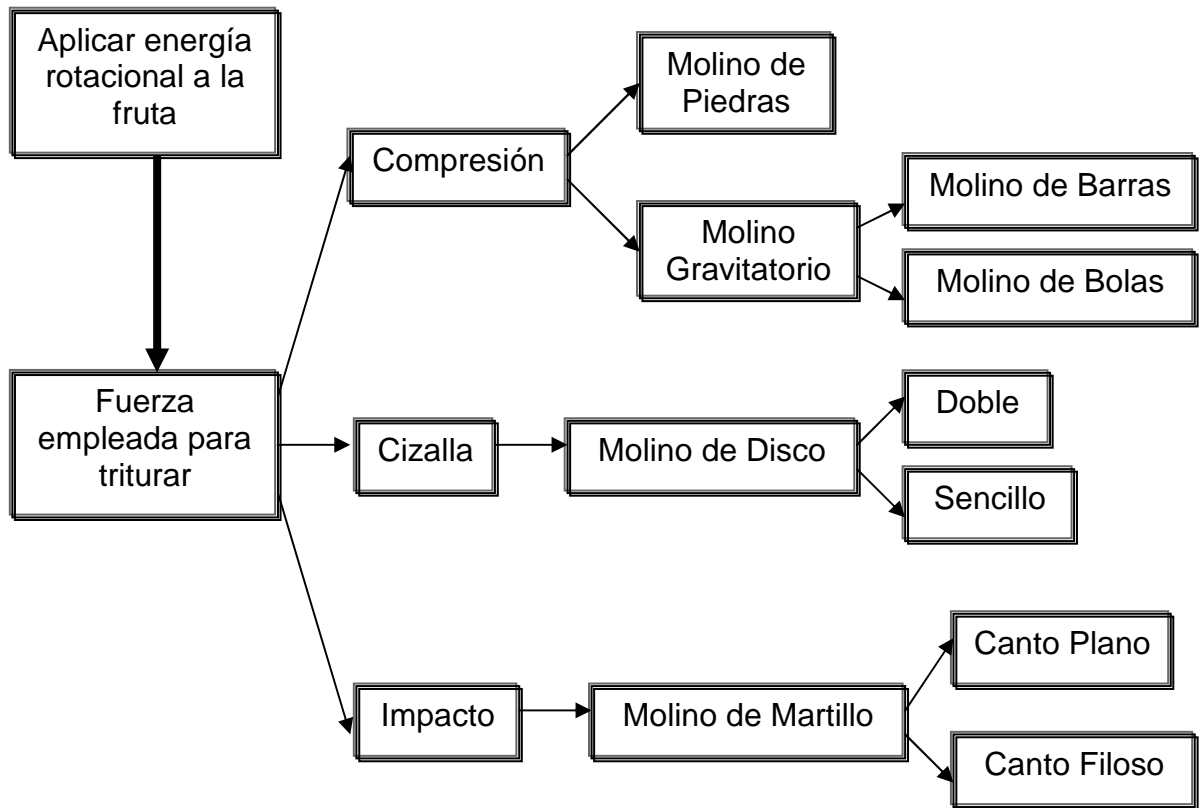 Aplicar energía
rotacional a la
fruta
Molino de
Piedras
Compresión
Molino de Barras
Molino
Gravitatorio
Molino de Bolas
Fuerza
empleada para
triturar
Doble
Cizalla
Molino de Disco
Sencillo
Canto Plano
Impacto
Molino de Martillo
Canto Filoso